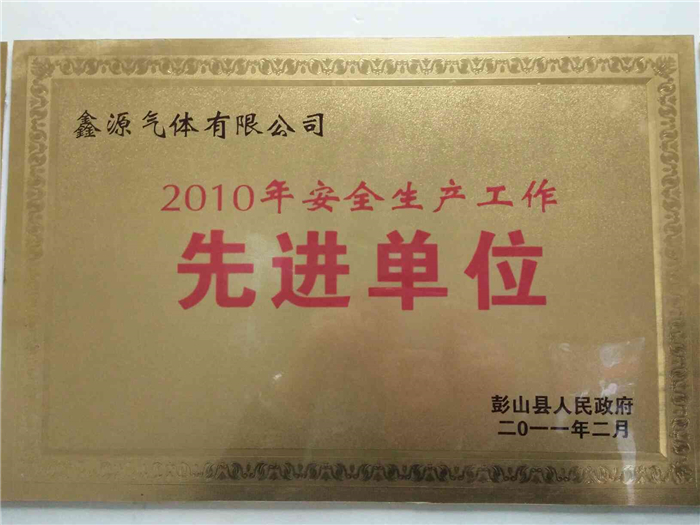 鑫源气体有限公司
2010年安全生产工作
先进单位
彭山县人民政府
二0一一年二月